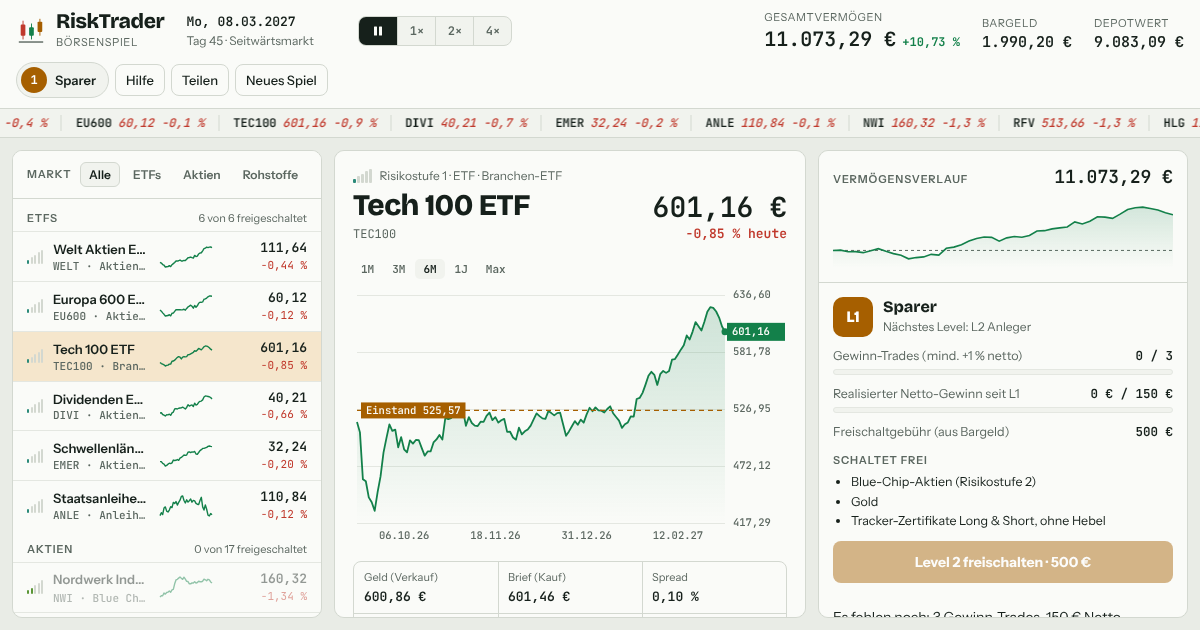 RiskTrader
BÖRSENSPIEL
Mo, 08.03.2027
Tag 45 · Seitwärtsmarkt
1×
2×
4×
GESAMTVERMÖGEN
11.073,29 € +10,73 %
BARGELD
1.990,20 €
DEPOTWERT
9.083,09 €
1 Sparer
Hilfe
Teilen
Neues Spiel
-0,4 % EU600 60,12 -0,1 % TEC100 601,16 -0,9 % DIVI 40,21 -0,7 % EMER 32,24 -0,2 % ANLE 110,84 -0,1 % NWI 160,32 -1,3 % RFV 513,66 -1,3 % HLG
MARKT Alle ETFs Aktien Rohstoffe
ETFS 6 von 6 freigeschaltet
Welt Aktien E... 111,64
WELT · Aktien... -0,44 %
Europa 600 E... 60,12
EU600 · Aktie... -0,12 %
Tech 100 ETF 601,16
TEC100 · Bran... -0,85 %
Dividenden E... 40,21
DIVI · Aktien... -0,66 %
Schwellenlän... 32,24
EMER · Aktien... -0,20 %
Staatsanleihe... 110,84
ANLE · Anleih... -0,12 %
AKTIEN 0 von 17 freigeschaltet
Nordwerk Ind... 160,32
NWI · Blue Ch... -1,34 %
Risikostufe 1 · ETF · Branchen-ETF
Tech 100 ETF 601,16 €
TEC100 -0,85 % heute
1M 3M 6M 1J Max
636,60
601,16
581,78
Einstand 525,57
526,95
472,12
417,29
06.10.26 18.11.26 31.12.26 12.02.27
Geld (Verkauf) Brief (Kauf) Spread
600,86 € 601,46 € 0,10 %
VERMÖGENSVERLAUF 11.073,29 €
L1
Sparer
Nächstes Level: L2 Anleger
Gewinn-Trades (mind. +1 % netto) 0 / 3
Realisierter Netto-Gewinn seit L1 0 € / 150 €
Freischaltgebühr (aus Bargeld) 500 €
SCHALTET FREI
• Blue-Chip-Aktien (Risikostufe 2)
• Gold
• Tracker-Zertifikate Long & Short, ohne Hebel
Level 2 freischalten · 500 €
Es fehlen noch: 3 Gewinn-Trades, 150 € Netto-